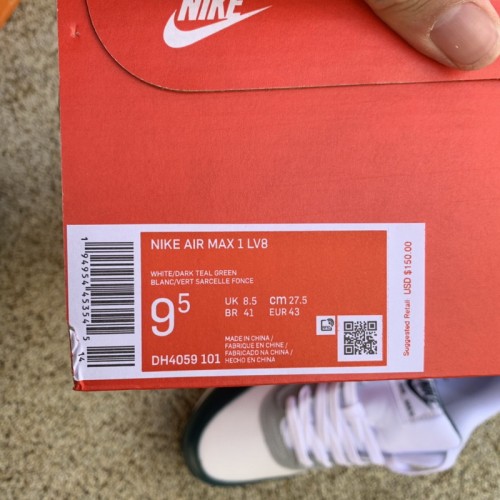 NIKE
NIKE AIR MAX 1 LV8
WHITE/DARK TEAL GREEN
BLANC/VERT SARCELLE FONCE
9.5
UK 8.5 cm 27.5
BR 41 EUR 43
MADE IN CHINA /
FABRIQUE EN CHINE /
FABRICADO NA CHINA /
HECHO EN CHINA
DH4059 101
Suggested Retail USD $150.00